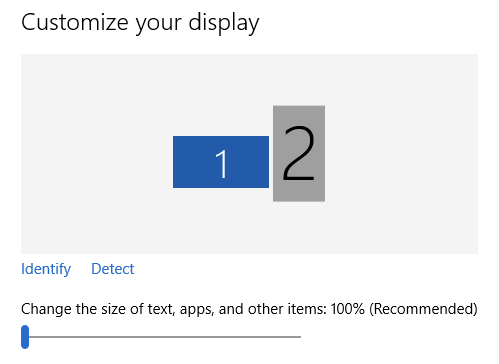 Customize your display
1
2
Identify Detect
Change the size of text, apps, and other items: 100% (Recommended)